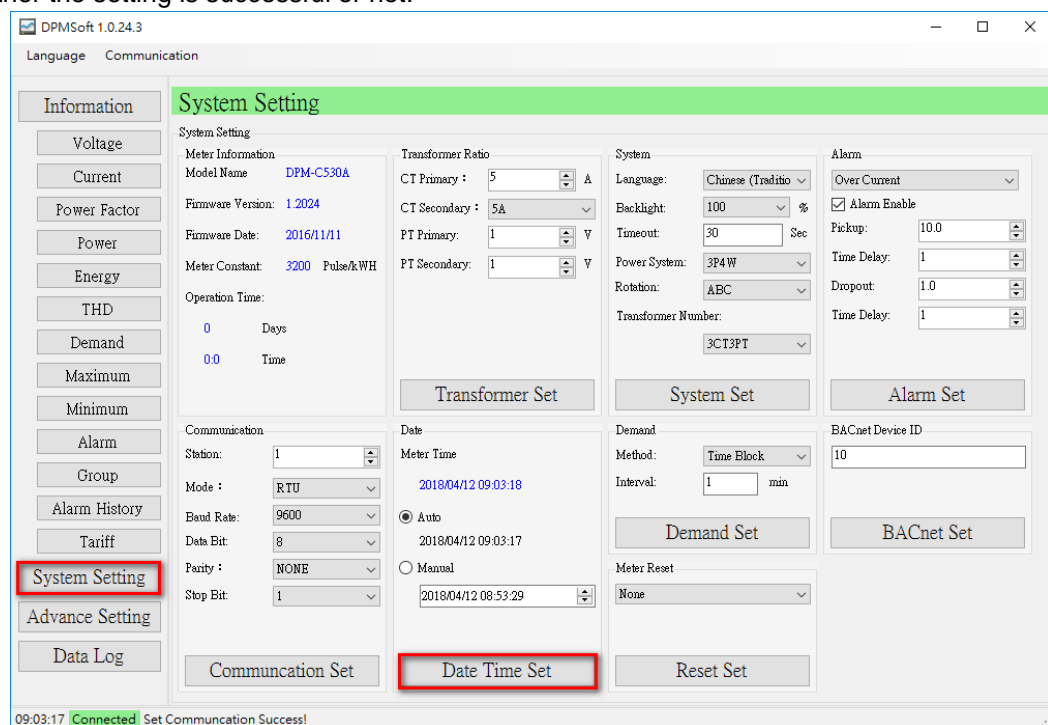 after the setting is successful or not.
DPMSoft 1.0.24.3
Language Communication
Information
Voltage
Current
Power Factor
Power
Energy
THD
Demand
Maximum
Minimum
Alarm
Group
Alarm History
Tariff
System Setting
Advance Setting
Data Log
System Setting
System Setting
Meter Information
Model Name DPM-C530A
Firmware Version: 1.2024
Firmware Date: 2016/11/11
Meter Constant: 3200 Pulse/kWH
Operation Time:
0 Days
0:0 Time
Transformer Ratio
CT Primary : 5 A
CT Secondary : 5A
PT Primary: 1 V
PT Secondary: 1 V
Transformer Set
System
Language: Chinese (Traditio
Backlight: 100 %
Timeout: 30 Sec
Power System: 3P4W
Rotation: ABC
Transformer Number:
3CT3PT
System Set
Alarm
Over Current
Alarm Enable
Pickup: 10.0
Time Delay: 1
Dropout: 1.0
Time Delay: 1
Alarm Set
Communication
Station: 1
Mode : RTU
Baud Rate: 9600
Data Bit: 8
Parity : NONE
Stop Bit: 1
Communcation Set
Date
Meter Time
2018/04/12 09:03:18
Auto
2018/04/12 09:03:17
Manual
2018/04/12 08:53:29
Date Time Set
Demand
Method: Time Block
Interval: 1 min
Demand Set
BACnet Device ID
10
BACnet Set
Meter Reset
None
Reset Set
09:03:17 Connected Set Communcation Success!